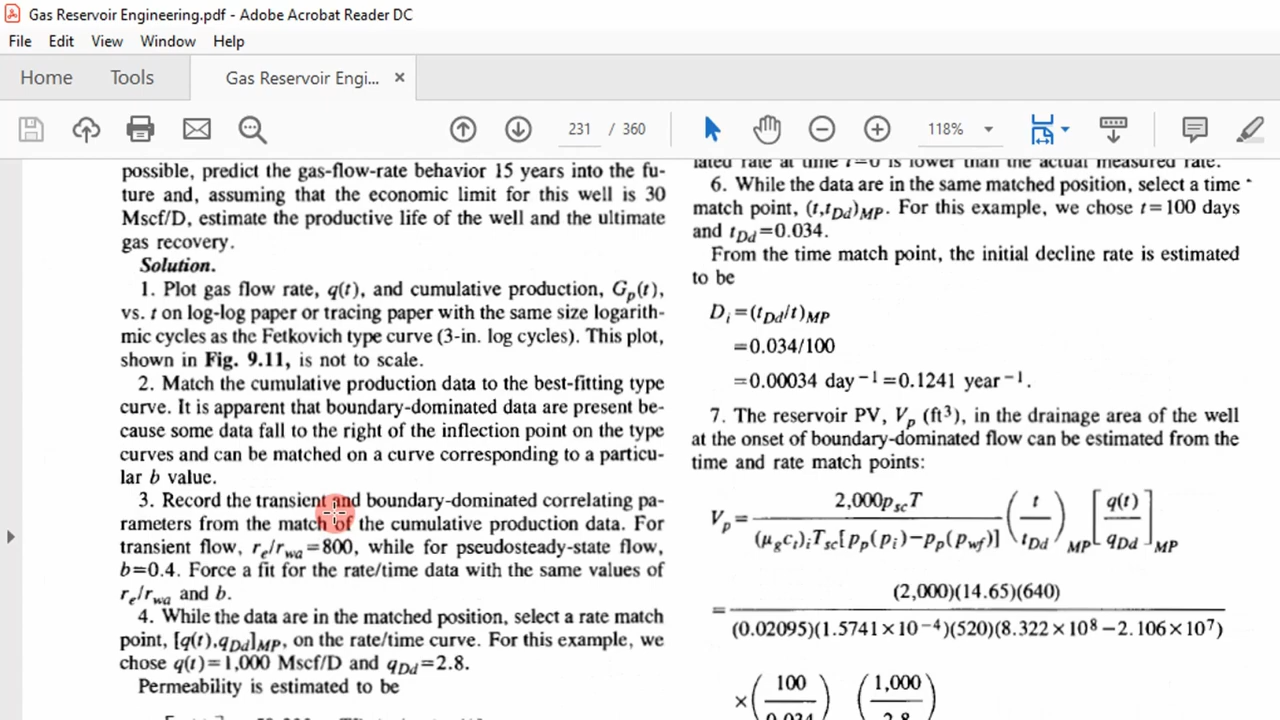 Gas Reservoir Engineering.pdf - Adobe Acrobat Reader DC
File Edit View Window Help
Home Tools Gas Reservoir Engi... ×
231 / 360 118%
possible, predict the gas-flow-rate behavior 15 years into the fu-
ture and, assuming that the economic limit for this well is 30
Mscf/D, estimate the productive life of the well and the ultimate
gas recovery.
Solution.
1. Plot gas flow rate, q(t), and cumulative production, Gp(t),
vs. t on log-log paper or tracing paper with the same size logarith-
mic cycles as the Fetkovich type curve (3-in. log cycles). This plot,
shown in Fig. 9.11, is not to scale.
2. Match the cumulative production data to the best-fitting type
curve. It is apparent that boundary-dominated data are present be-
cause some data fall to the right of the inflection point on the type
curves and can be matched on a curve corresponding to a particu-
lar b value.
3. Record the transient and boundary-dominated correlating pa-
rameters from the match of the cumulative production data. For
transient flow, re/rwa=800, while for pseudosteady-state flow,
b=0.4. Force a fit for the rate/time data with the same values of
re/rwa and b.
4. While the data are in the matched position, select a rate match
point, [q(t),qDd]MP, on the rate/time curve. For this example, we
chose q(t)=1,000 Mscf/D and qDd=2.8.
Permeability is estimated to be
lated rate at time t=0 is lower than the actual measured rate.
6. While the data are in the same matched position, select a time
match point, (t,tDd)MP. For this example, we chose t=100 days
and tDd=0.034.
From the time match point, the initial decline rate is estimated
to be
Di=(tDd/t)MP
=0.034/100
=0.00034 day−1=0.1241 year−1.
7. The reservoir PV, Vp (ft3), in the drainage area of the well
at the onset of boundary-dominated flow can be estimated from the
time and rate match points:
2,000pscT ( t ) [ q(t) ]
Vp=
(μgct)iTsc[pp(pi)−pp(pwf)] ( tDd )MP [ qDd ]MP
(2,000)(14.65)(640)
=
(0.02095)(1.5741×10−4)(520)(8.322×108−2.106×107)
×( 100 ) ( 1,000 )
0.034 2.8